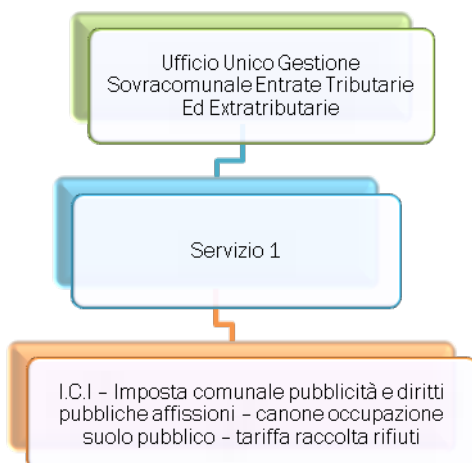 Ufficio Unico Gestione
Sovracomunale Entrate Tributarie
Ed Extratributarie
Servizio 1
I.C.I – Imposta comunale pubblicità e diritti
pubbliche affissioni – canone occupazione
suolo pubblico – tariffa raccolta rifiuti